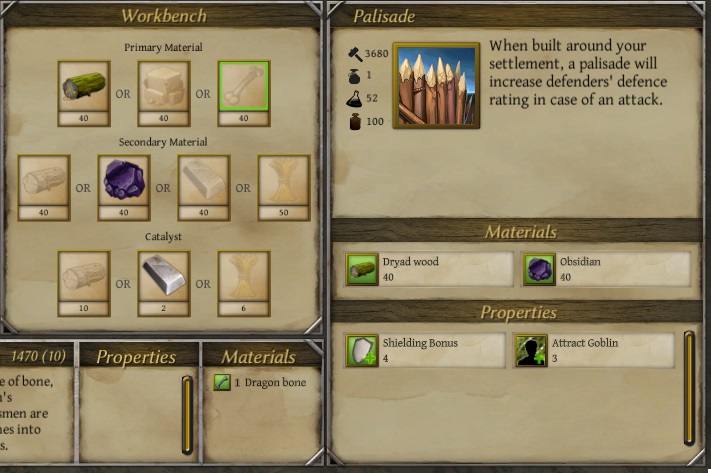 Workbench
Primary Material
OR
OR
40
40
40
Secondary Material
OR
OR
OR
40
40
40
50
Catalyst
OR
OR
10
2
6
1470 (10)
e of bone,
n's
smen are
nes into
s.
Properties
Materials
1 Dragon bone
Palisade
3680
1
52
100
When built around your
settlement, a palisade will
increase defenders' defence
rating in case of an attack.
Materials
Dryad wood
40
Obsidian
40
Properties
Shielding Bonus
4
Attract Goblin
3